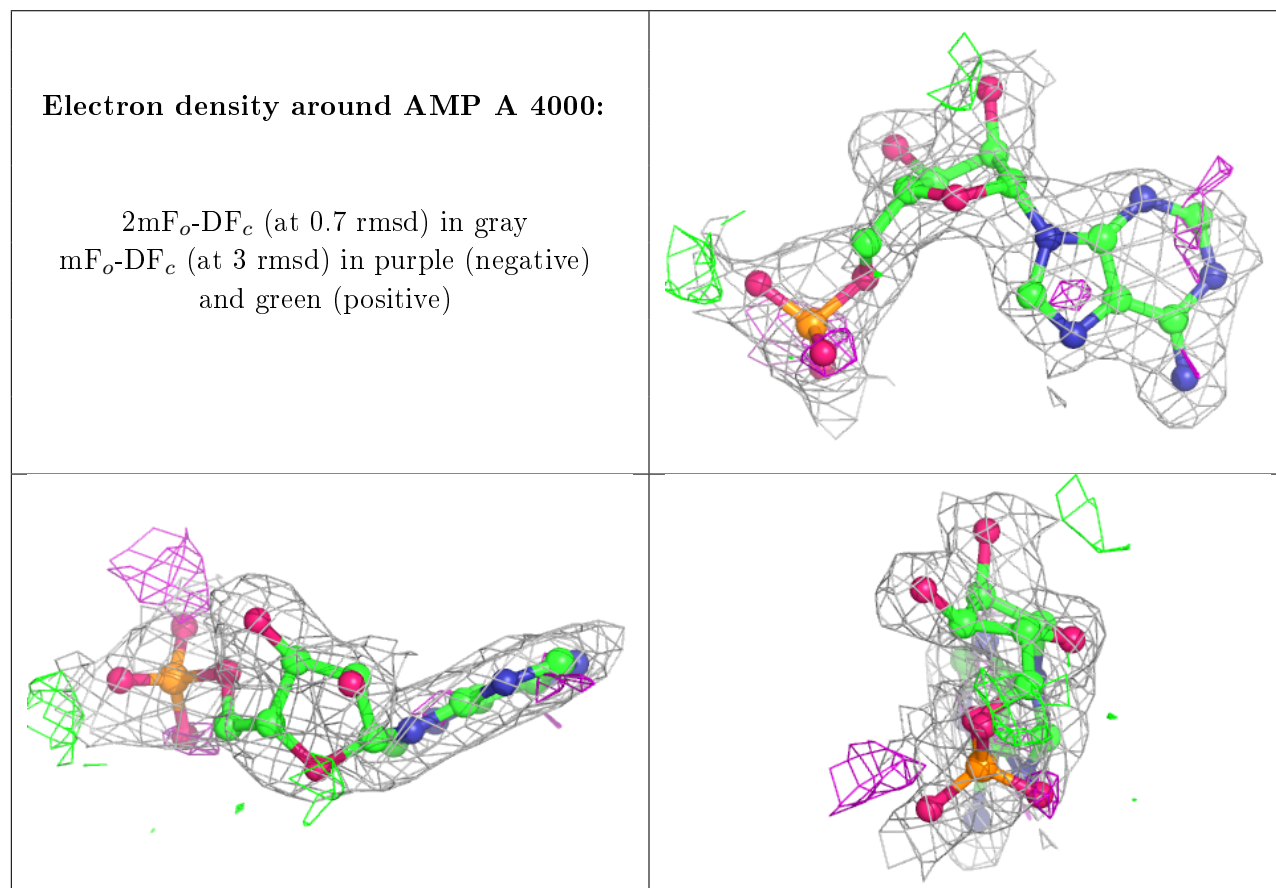 Electron density around AMP A 4000:
2mFₒ-DF𝒸 (at 0.7 rmsd) in gray
mFₒ-DF𝒸 (at 3 rmsd) in purple (negative)
and green (positive)